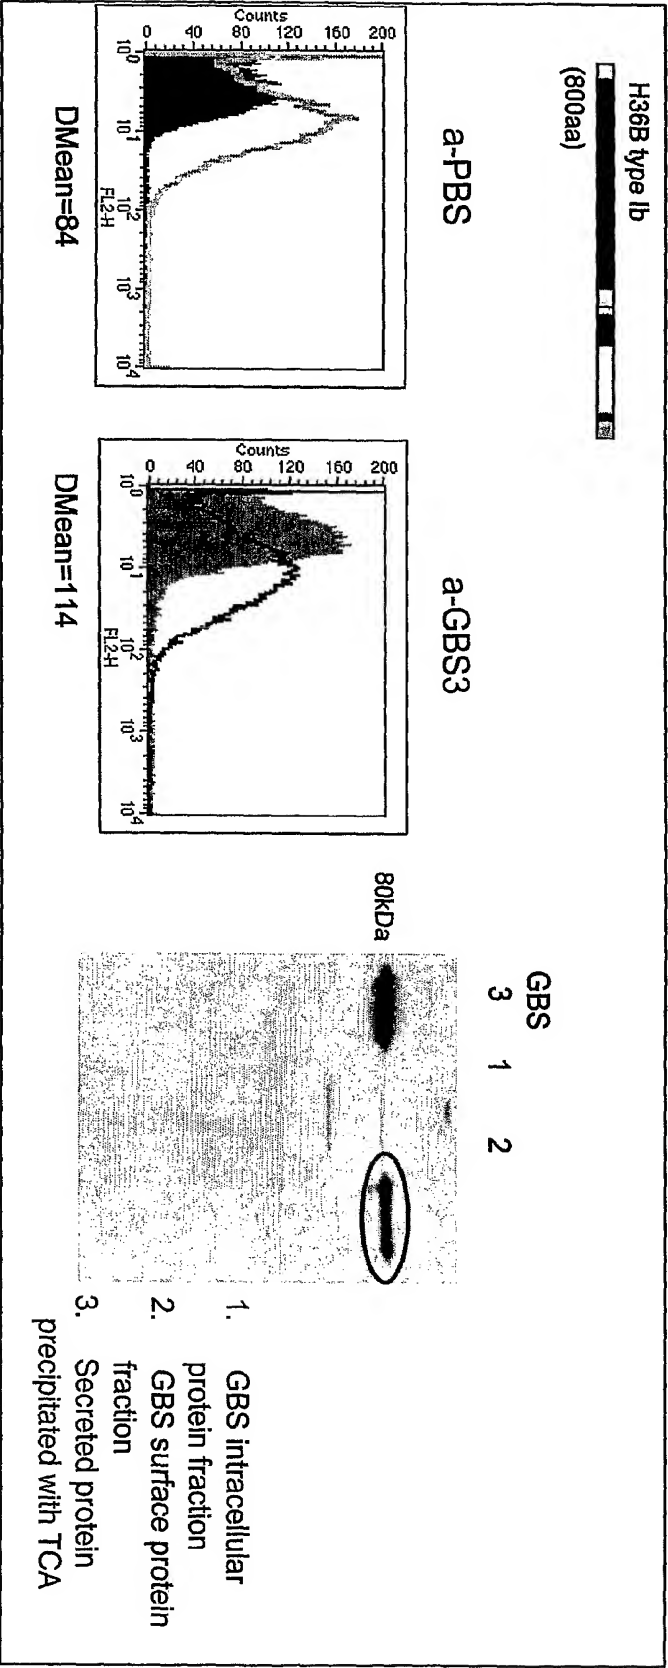 H36B type Ib
(800aa)
a-PBS
Counts
0 40 80 120 160 200
10^0 10^1 10^2 10^3 10^4
FL2-H
DMean=84
a-GBS3
Counts
0 40 80 120 160 200
10^0 10^1 10^2 10^3 10^4
FL2-H
DMean=114
GBS
3 1 2
80kDa
1. GBS intracellular
protein fraction
2. GBS surface protein
fraction
3. Secreted protein
precipitated with TCA